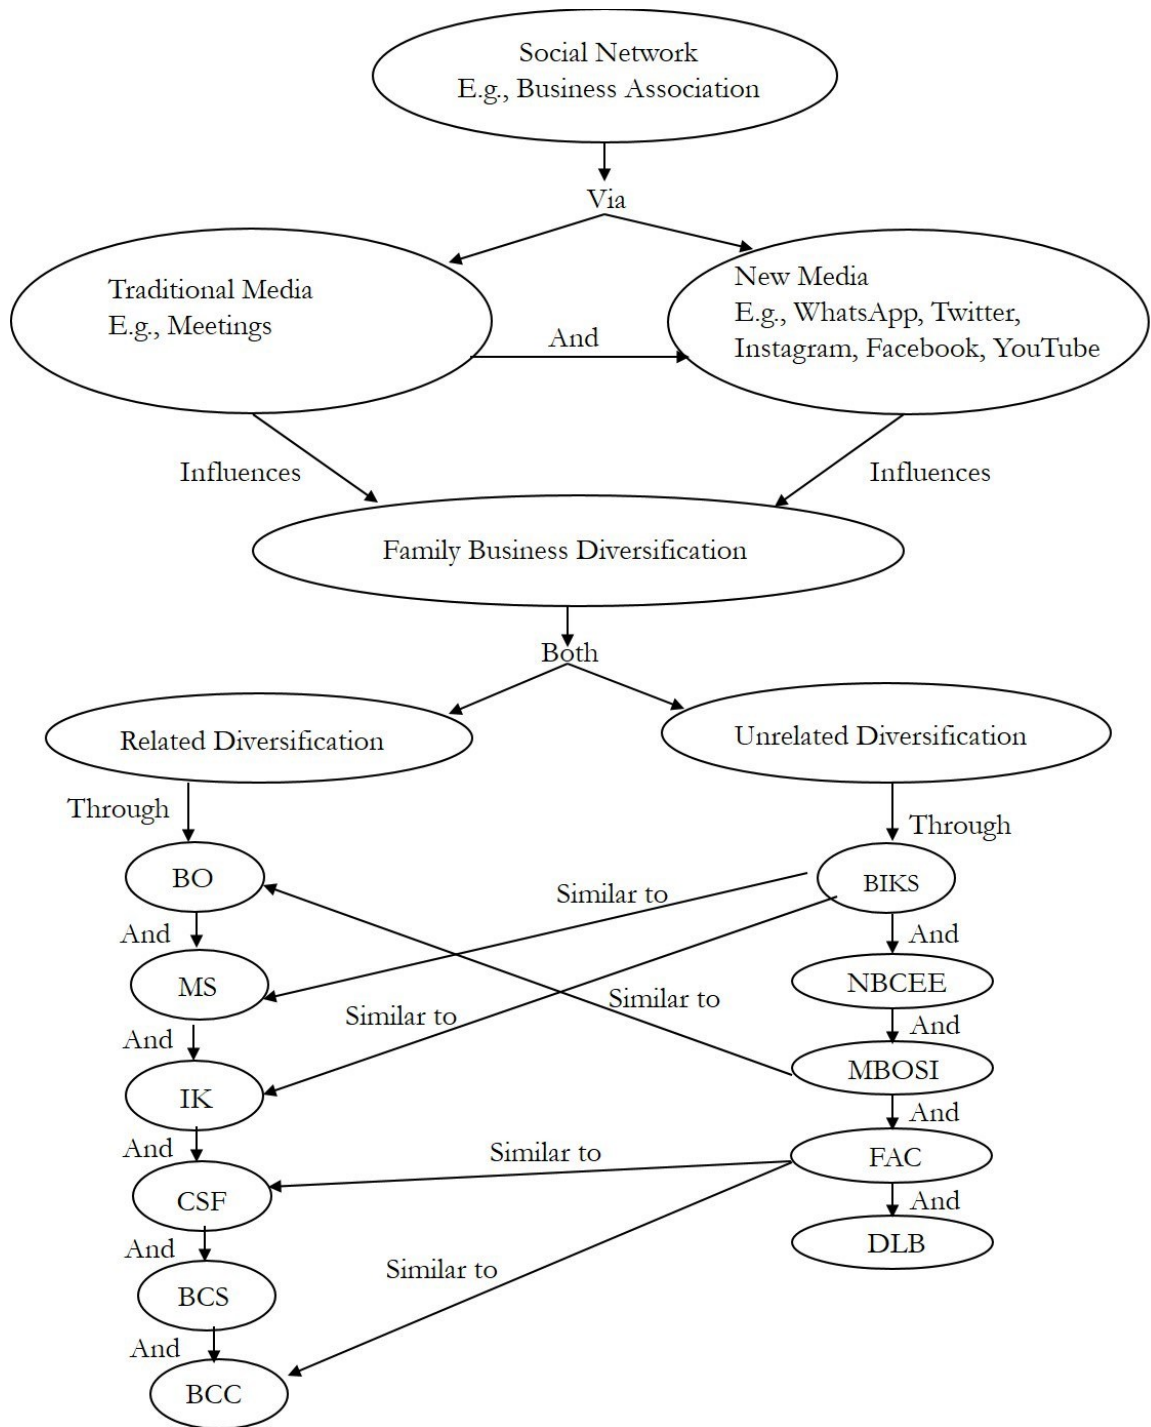 Social Network
E.g., Business Association
Via
Traditional Media
E.g., Meetings
And
New Media
E.g., WhatsApp, Twitter,
Instagram, Facebook, YouTube
Influences
Influences
Family Business Diversification
Both
Related Diversification
Unrelated Diversification
Through
Through
BO
Similar to
BIKS
And
And
MS
Similar to
Similar to
NBCEE
And
And
IK
MBOSI
And
And
Similar to
FAC
CSF
And
And
Similar to
DLB
BCS
And
BCC